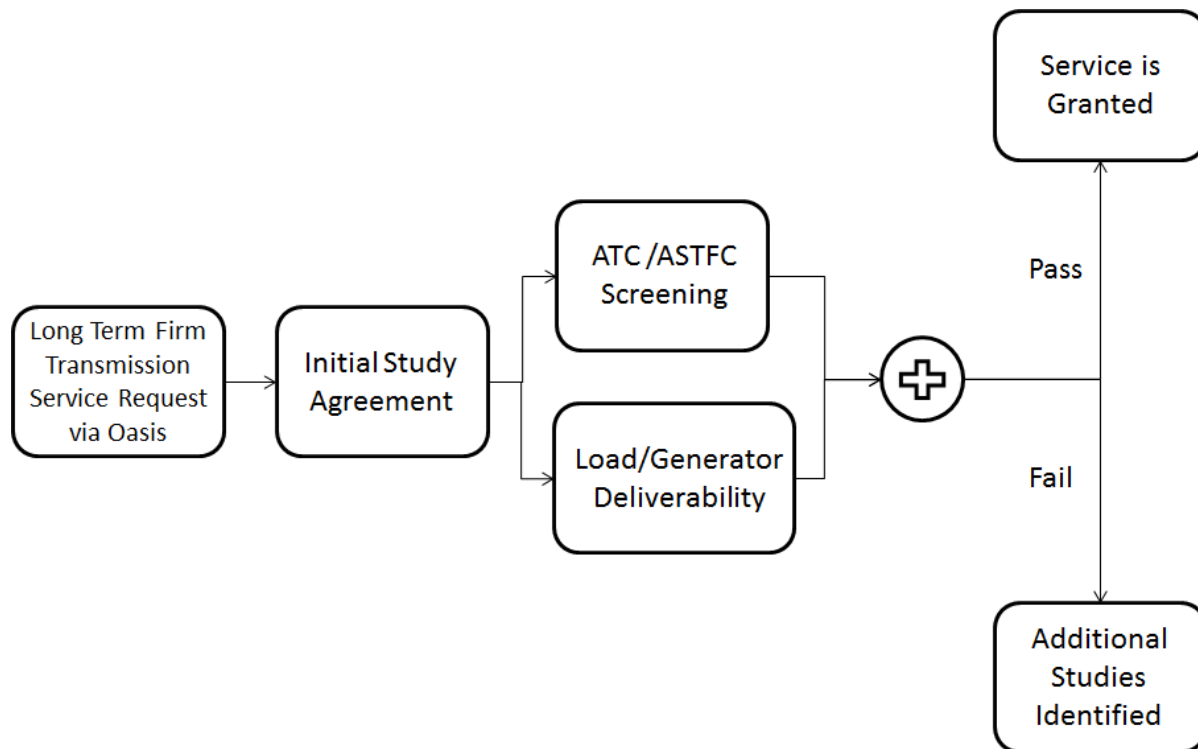 Long Term Firm
Transmission
Service Request
via Oasis
Initial Study
Agreement
ATC /ASTFC
Screening
Load/Generator
Deliverability
Pass
Fail
Service is
Granted
Additional
Studies
Identified